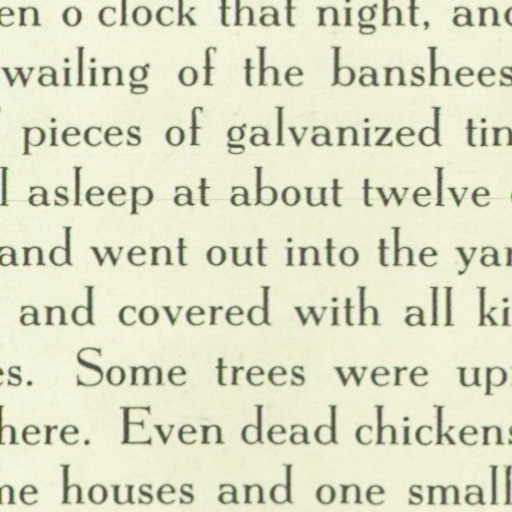 en o'clock that night, and
wailing of the banshees
pieces of galvanized tin
asleep at about twelve
and went out into the yar
and covered with all ki
es. Some trees were up
here. Even dead chickens
me houses and one small